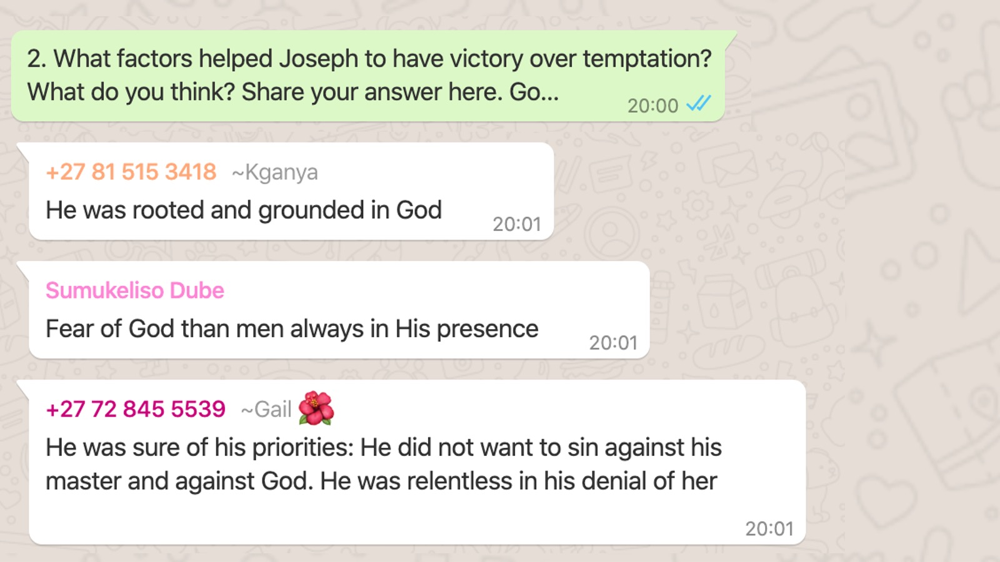 2. What factors helped Joseph to have victory over temptation?
What do you think? Share your answer here. Go...
20:00
+27 81 515 3418 ~Kganya
He was rooted and grounded in God
20:01
Sumukeliso Dube
Fear of God than men always in His presence
20:01
+27 72 845 5539 ~Gail 🌺
He was sure of his priorities: He did not want to sin against his
master and against God. He was relentless in his denial of her
20:01